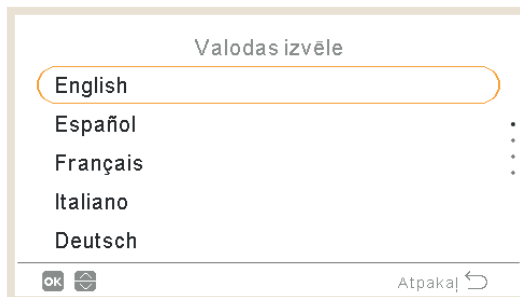 Valodas izvēle
English
Español
Français
Italiano
Deutsch
OK Atpakaļ